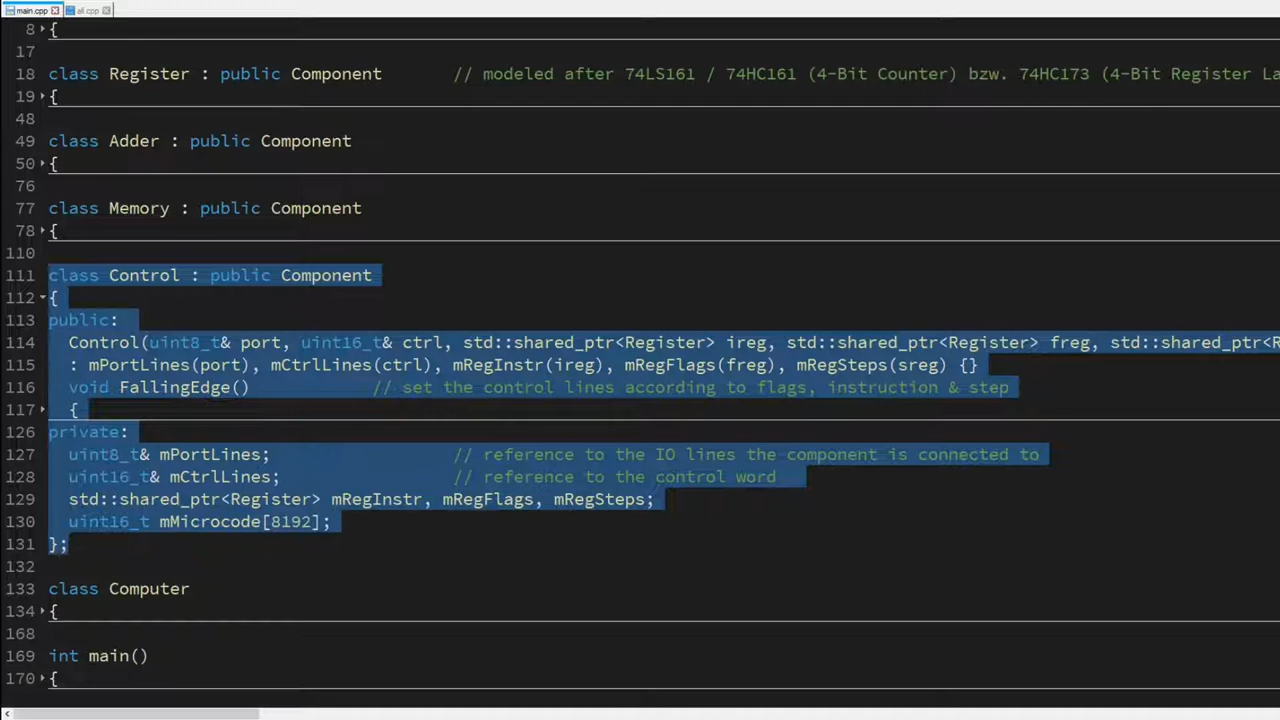 main.cpp all.cpp
8 {
17
18 class Register : public Component // modeled after 74LS161 / 74HC161 (4-Bit Counter) bzw. 74HC173 (4-Bit Register La
19 {
48
49 class Adder : public Component
50 {
76
77 class Memory : public Component
78 {
110
111 class Control : public Component
112 {
113 public:
114 Control(uint8_t& port, uint16_t& ctrl, std::shared_ptr<Register> ireg, std::shared_ptr<Register> freg, std::shared_ptr<R
115 : mPortLines(port), mCtrlLines(ctrl), mRegInstr(ireg), mRegFlags(freg), mRegSteps(sreg) {}
116 void FallingEdge() // set the control lines according to flags, instruction & step
117 {
126 private:
127 uint8_t& mPortLines; // reference to the IO lines the component is connected to
128 uint16_t& mCtrlLines; // reference to the control word
129 std::shared_ptr<Register> mRegInstr, mRegFlags, mRegSteps;
130 uint16_t mMicrocode[8192];
131 };
132
133 class Computer
134 {
168
169 int main()
170 {